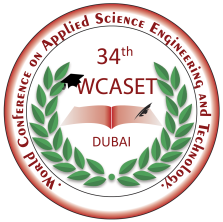 World Conference on Applied Science Engineering and Technology
34th
WCASET
DUBAI